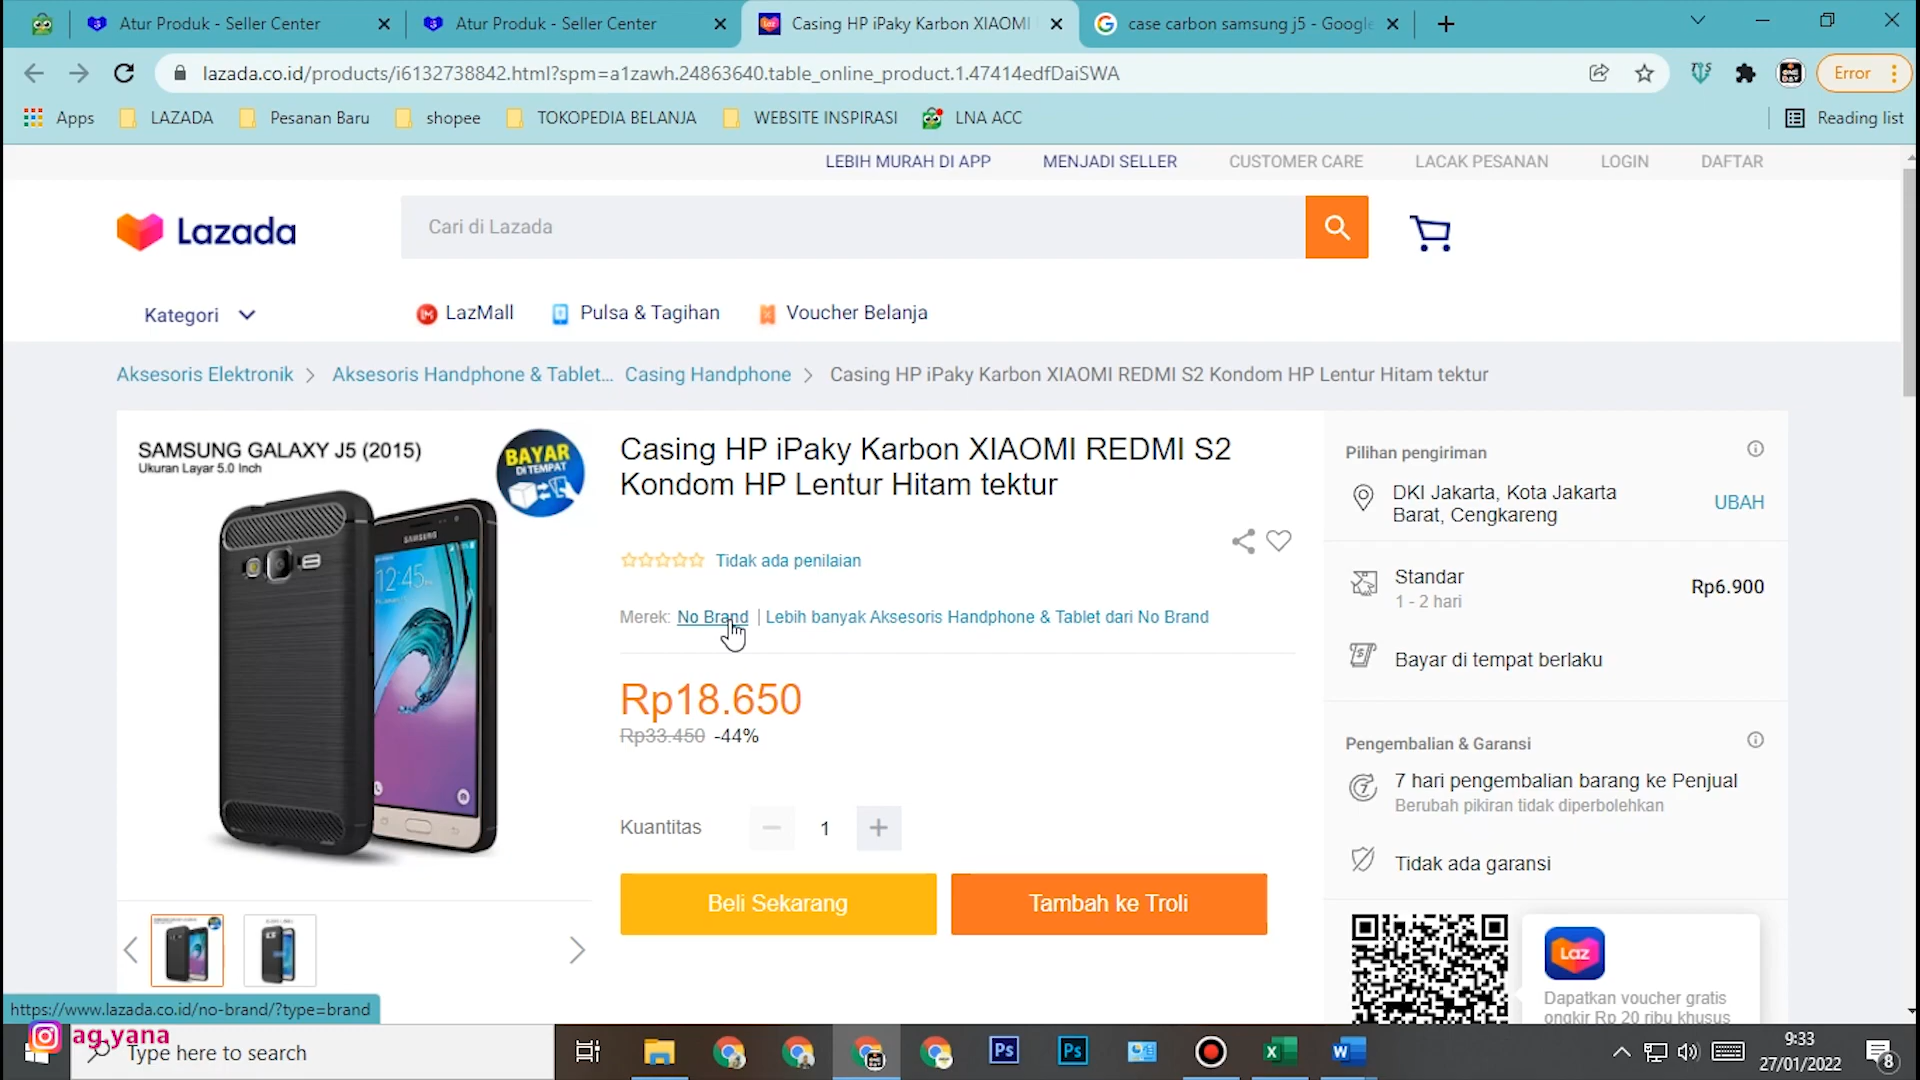 Atur Produk - Seller Center
Atur Produk - Seller Center
Casing HP iPaky Karbon XIAOMI
case carbon samsung j5 - Google
lazada.co.id/products/i6132738842.html?spm=a1zawh.24863640.table_online_product.1.47414edfDaiSWA
Error
Apps
LAZADA
Pesanan Baru
shopee
TOKOPEDIA BELANJA
WEBSITE INSPIRASI
LNA ACC
Reading list
LEBIH MURAH DI APP
MENJADI SELLER
CUSTOMER CARE
LACAK PESANAN
LOGIN
DAFTAR
Lazada
Cari di Lazada
Kategori
LazMall
Pulsa & Tagihan
Voucher Belanja
Aksesoris Elektronik
Aksesoris Handphone & Tablet...
Casing Handphone
Casing HP iPaky Karbon XIAOMI REDMI S2 Kondom HP Lentur Hitam tektur
SAMSUNG GALAXY J5 (2015)
Ukuran Layar 5.0 Inch
BAYAR
DI TEMPAT
SAMSUNG
12:45
Casing HP iPaky Karbon XIAOMI REDMI S2
Kondom HP Lentur Hitam tektur
Tidak ada penilaian
Merek: No Brand | Lebih banyak Aksesoris Handphone & Tablet dari No Brand
Rp18.650
Rp33.450 -44%
Kuantitas
1
Beli Sekarang
Tambah ke Troli
Pilihan pengiriman
DKI Jakarta, Kota Jakarta
Barat, Cengkareng
UBAH
Standar
Rp6.900
1 - 2 hari
Bayar di tempat berlaku
Pengembalian & Garansi
7 hari pengembalian barang ke Penjual
Berubah pikiran tidak diperbolehkan
Tidak ada garansi
Laz
Dapatkan voucher gratis
ongkir Rp 20 ribu khusus
https://www.lazada.co.id/no-brand/?type=brand
ag.yana
Type here to search
Ps
Ps
9:33
27/01/2022
8